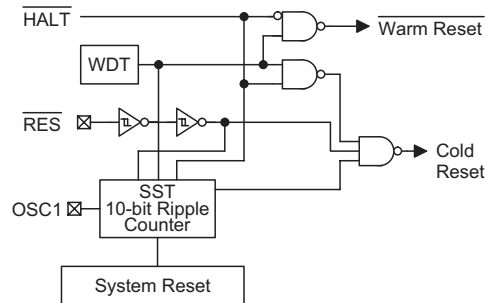 HALT
Warm Reset
WDT
RES
Cold
Reset
SST
10-bit Ripple
Counter
OSC1
System Reset